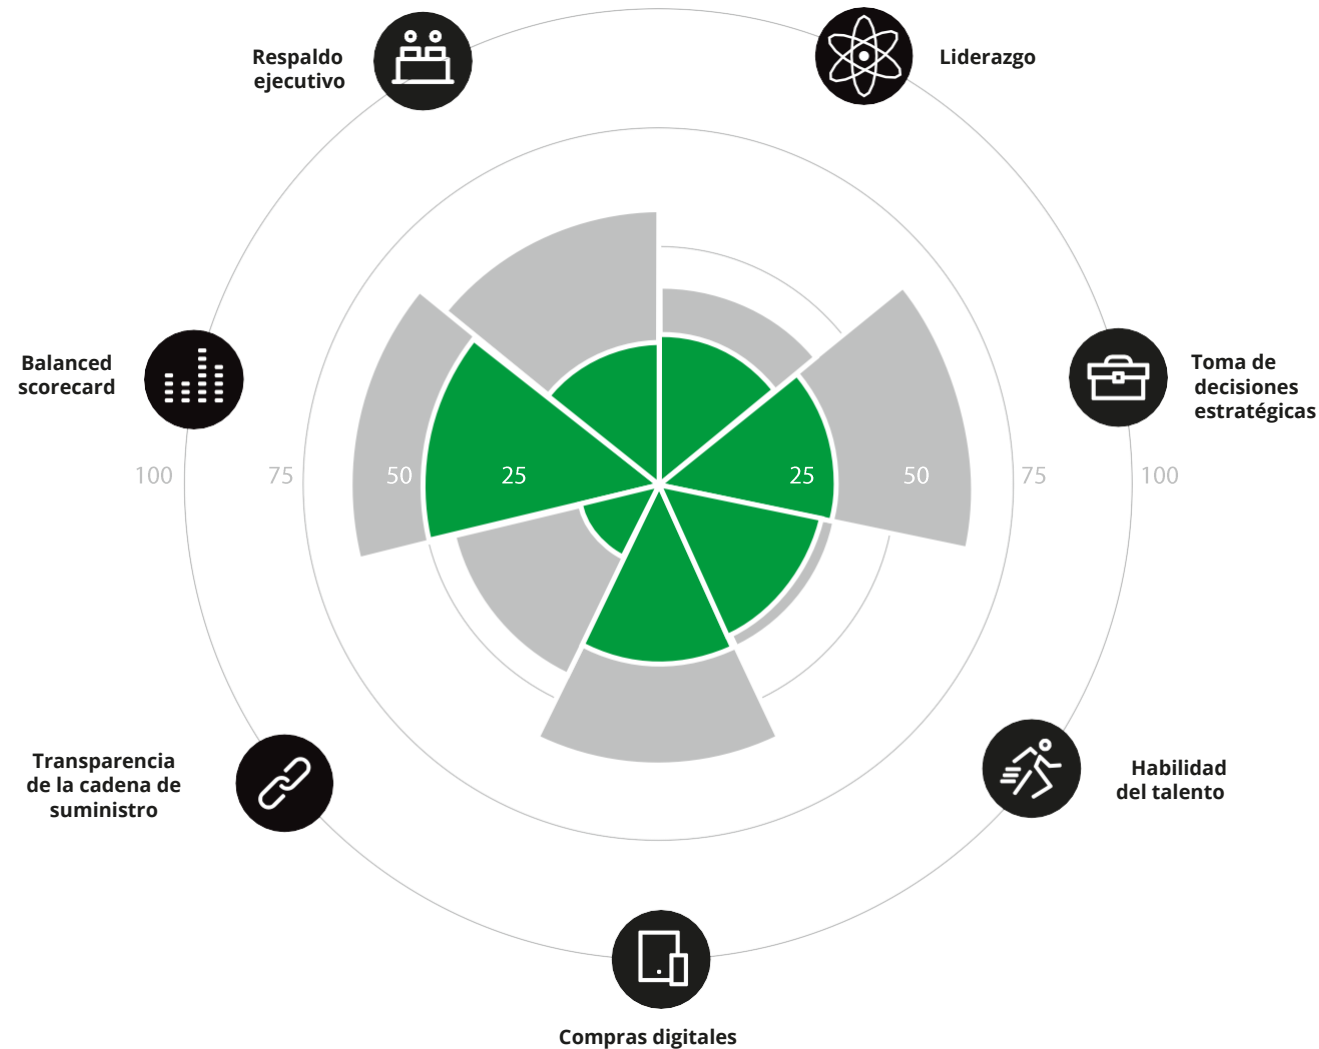 Respaldo
ejecutivo
Liderazgo
Balanced
scorecard
Toma de
decisiones
estratégicas
100 75 50 25 25 50 75 100
Transparencia
de la cadena de
suministro
Habilidad
del talento
Compras digitales